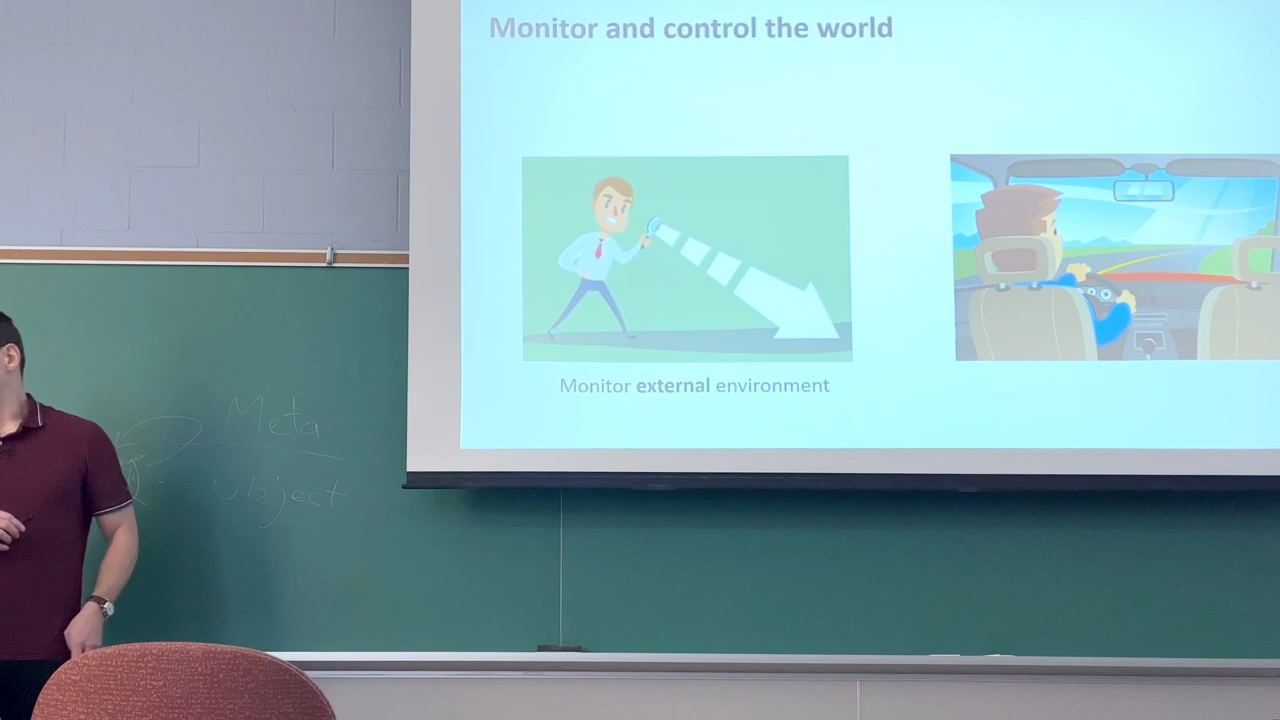 Monitor and control the world
Monitor external environment
Meta
Object